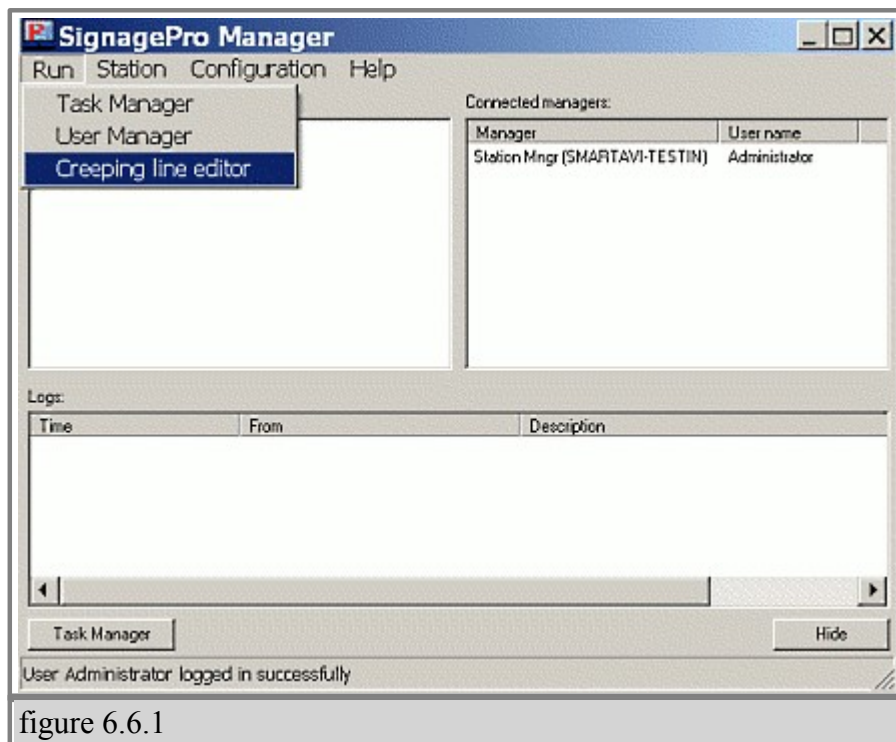 SignagePro Manager
Run Station Configuration Help
Task Manager
User Manager
Creeping line editor
Connected managers:
Manager User name
Station Mngr (SMARTAVI-TESTIN) Administrator
Logs:
Time From Description
Task Manager Hide
User Administrator logged in successfully
figure 6.6.1